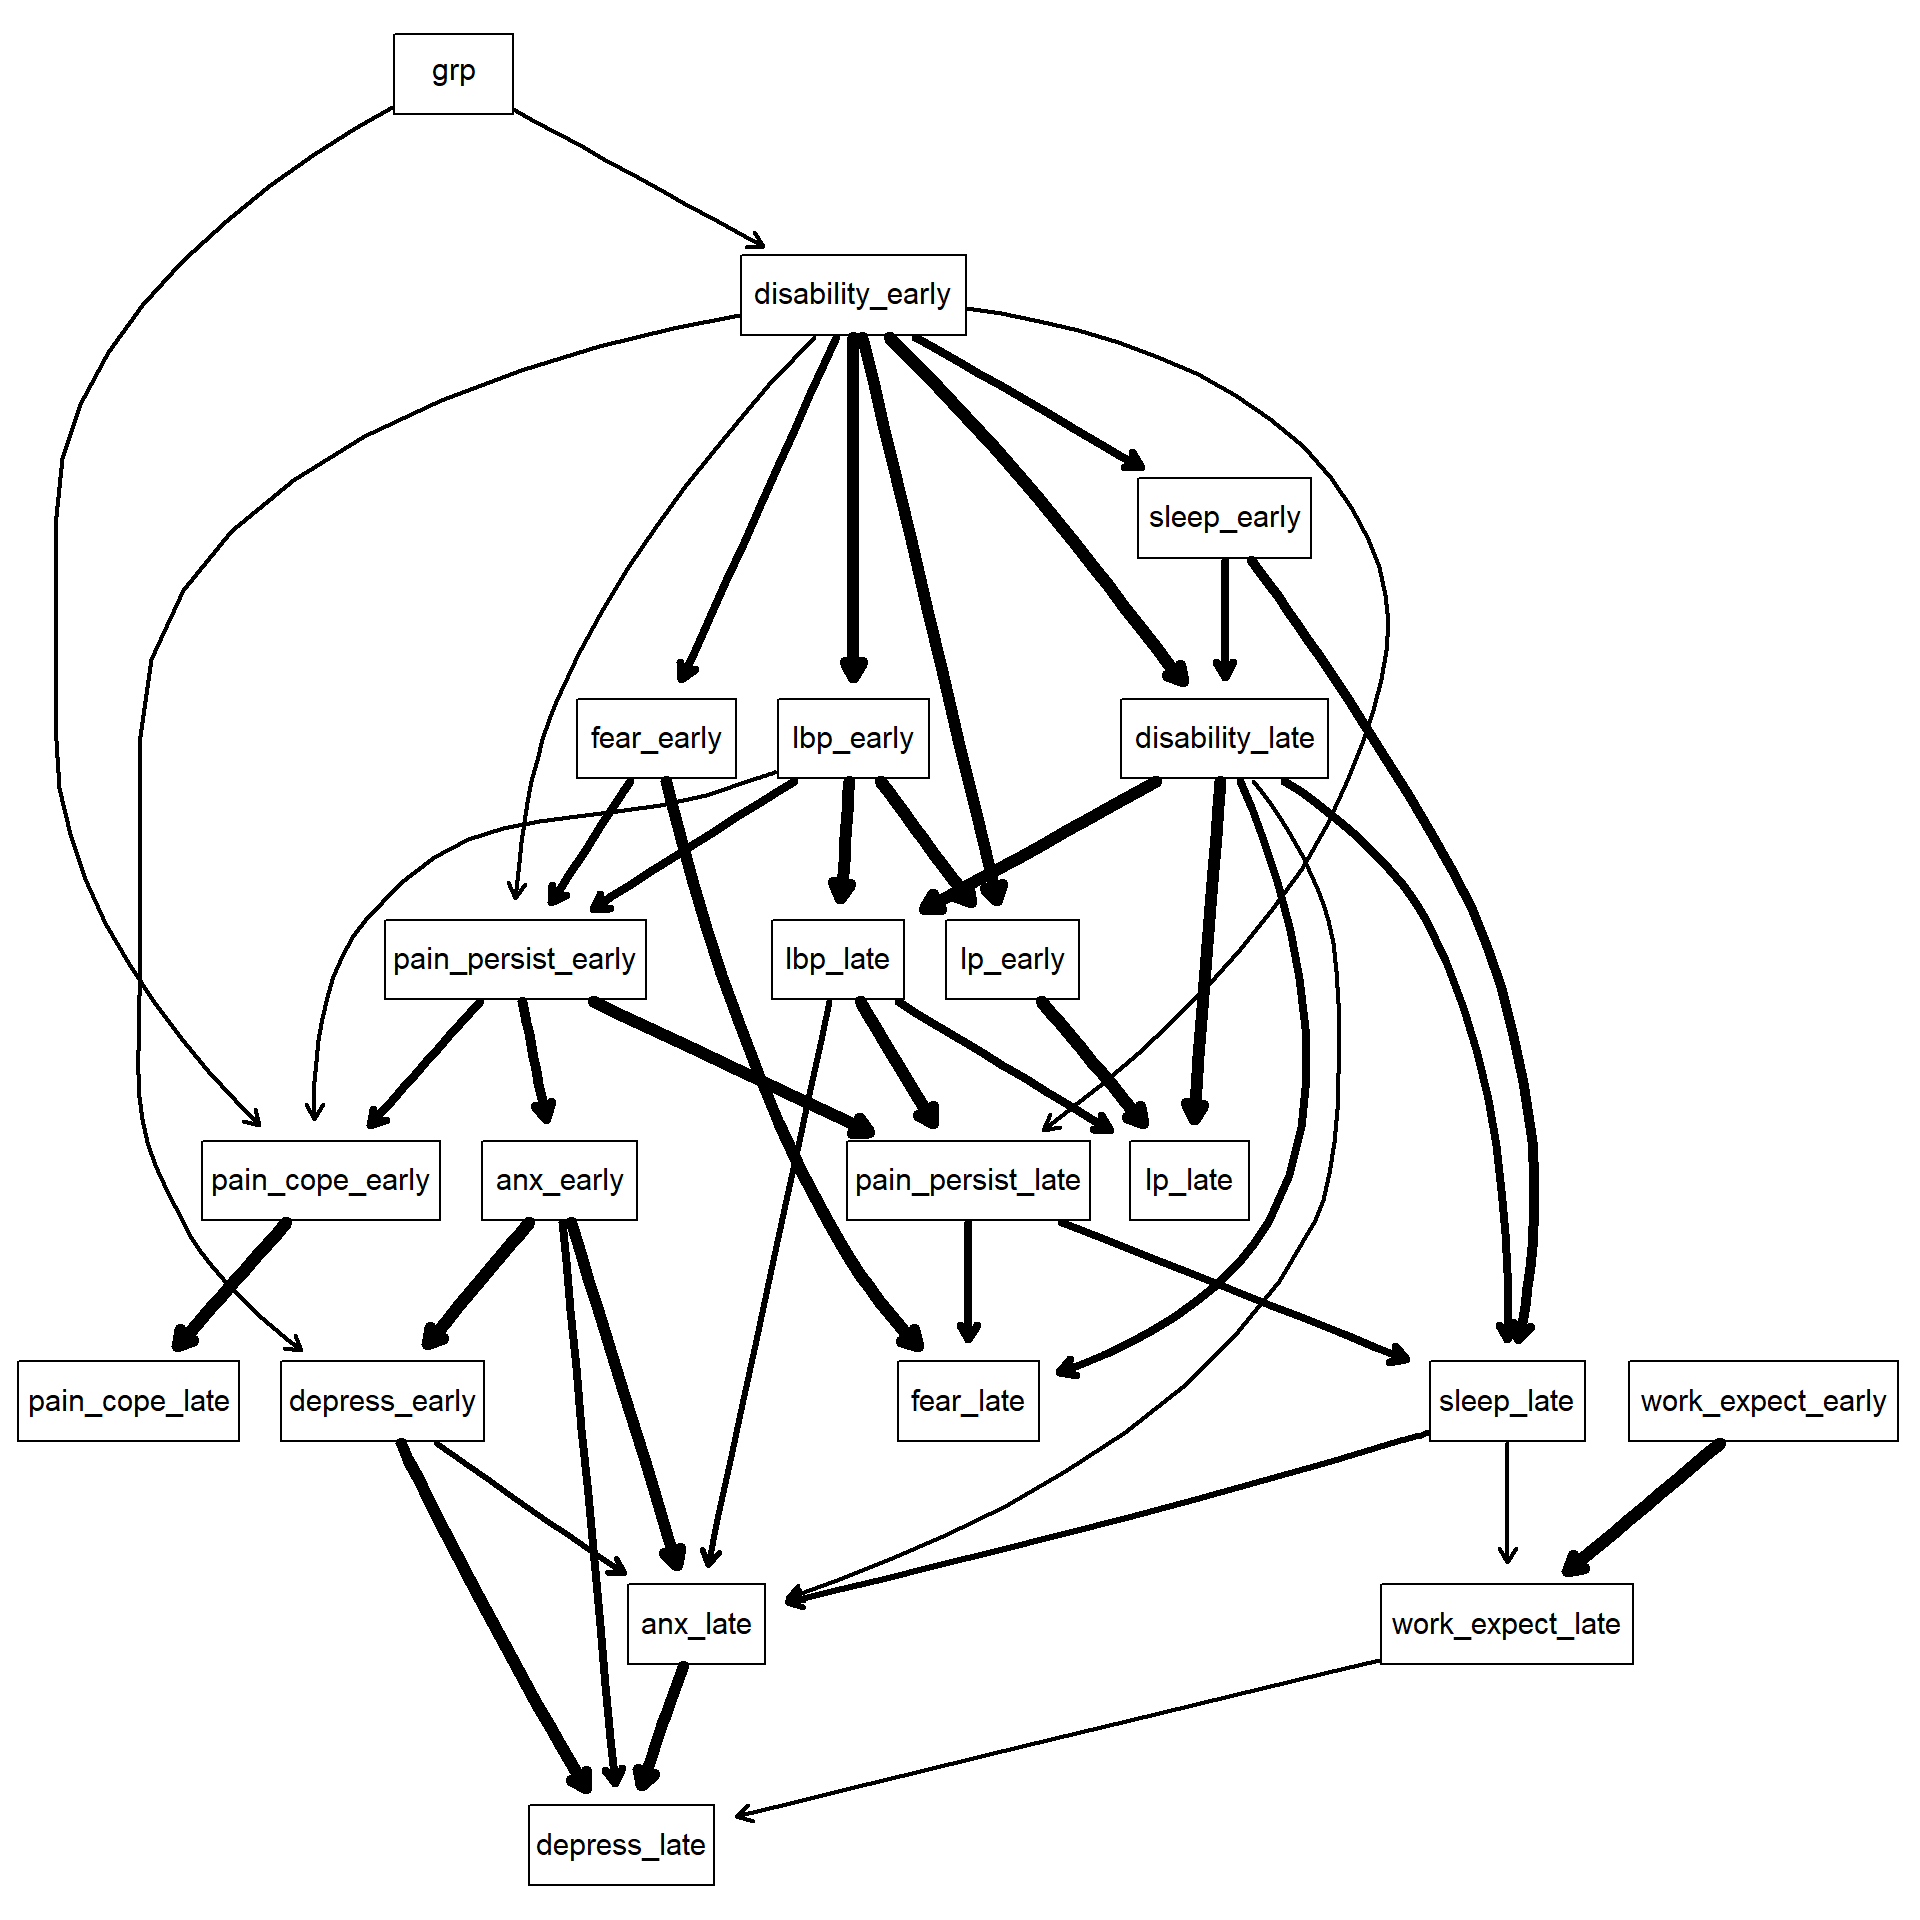 grp
disability_early
sleep_early
fear_early
lbp_early
disability_late
pain_persist_early
lbp_late
lp_early
pain_cope_early
anx_early
pain_persist_late
lp_late
pain_cope_late
depress_early
fear_late
sleep_late
work_expect_early
anx_late
work_expect_late
depress_late